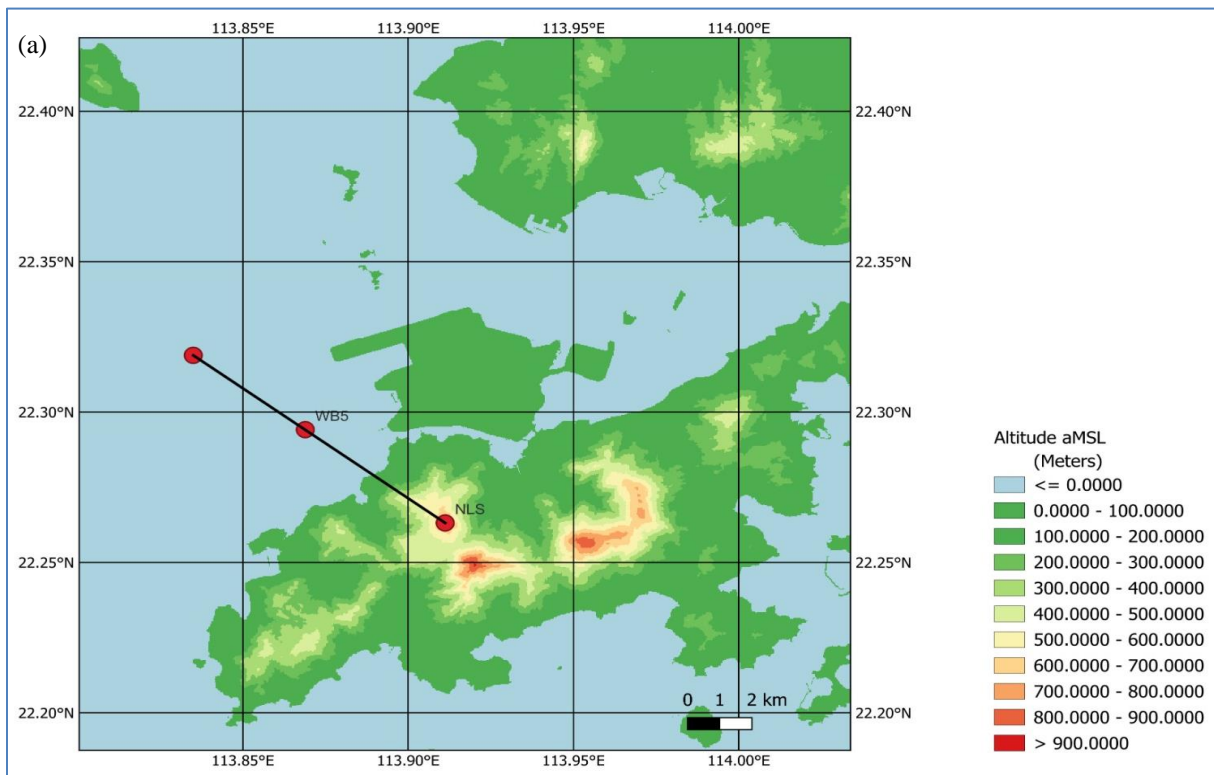 (a)
113.85°E 113.90°E 113.95°E 114.00°E
22.40°N 22.40°N
22.35°N 22.35°N
22.30°N WB5 22.30°N
NLS
22.25°N 22.25°N
22.20°N 0 1 2 km 22.20°N
113.85°E 113.90°E 113.95°E 114.00°E
Altitude aMSL
(Meters)
<= 0.0000
0.0000 - 100.0000
100.0000 - 200.0000
200.0000 - 300.0000
300.0000 - 400.0000
400.0000 - 500.0000
500.0000 - 600.0000
600.0000 - 700.0000
700.0000 - 800.0000
800.0000 - 900.0000
> 900.0000